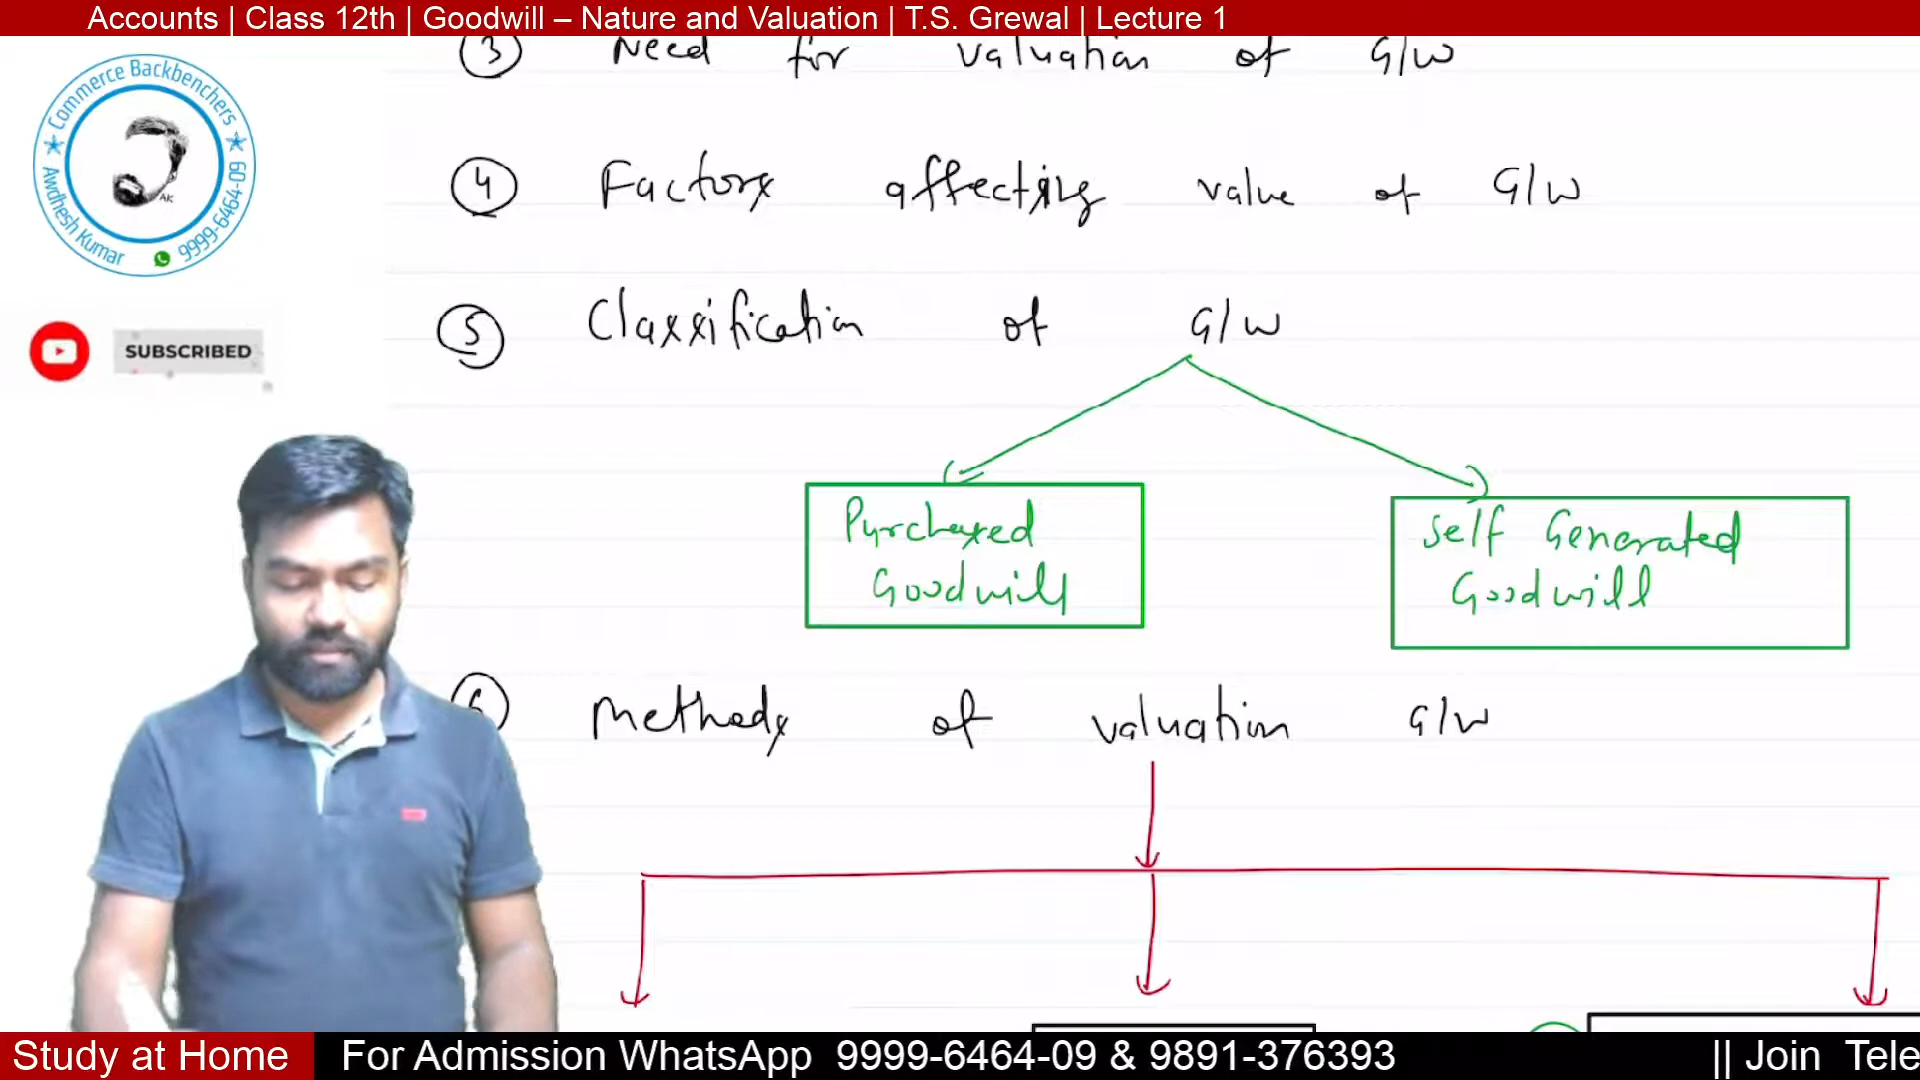 Accounts | Class 12th | Goodwill – Nature and Valuation | T.S. Grewal | Lecture 1
③ Need for valuation of G/W
Commerce Backbenchers
Awdhesh Kumar
9999-6464-09
AK
④ Factors affecting value of G/W
⑤ Classification of G/W
SUBSCRIBED
Purchased
Goodwill
Self Generated
Goodwill
⑥ Methods of valuation G/W
Study at Home For Admission WhatsApp 9999-6464-09 & 9891-376393 || Join Tele